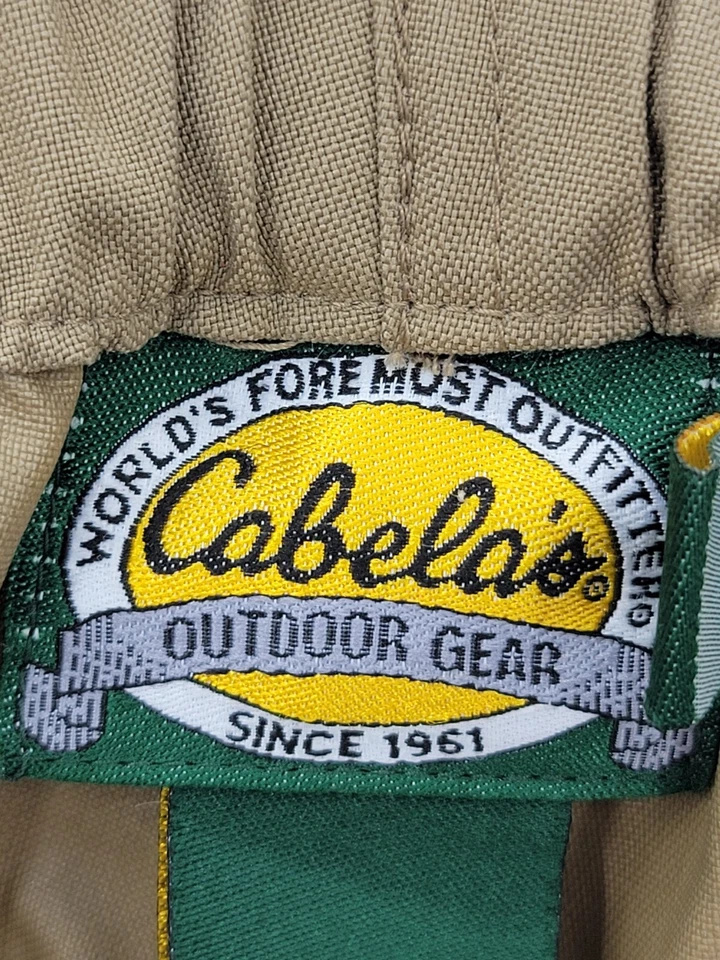 WORLD'S FOREMOST OUTFITTER®
Cabela's®
OUTDOOR GEAR
SINCE 1961